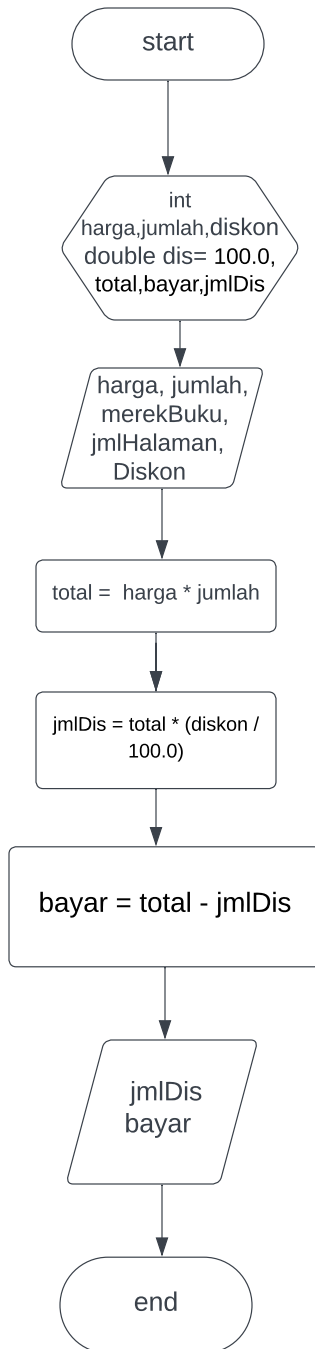 start
int
harga,jumlah,diskon
double dis= 100.0,
total,bayar,jmlDis
harga, jumlah,
merekBuku,
jmlHalaman,
Diskon
total =  harga * jumlah
jmlDis = total * (diskon /
100.0)
bayar = total - jmlDis
jmlDis
bayar
end